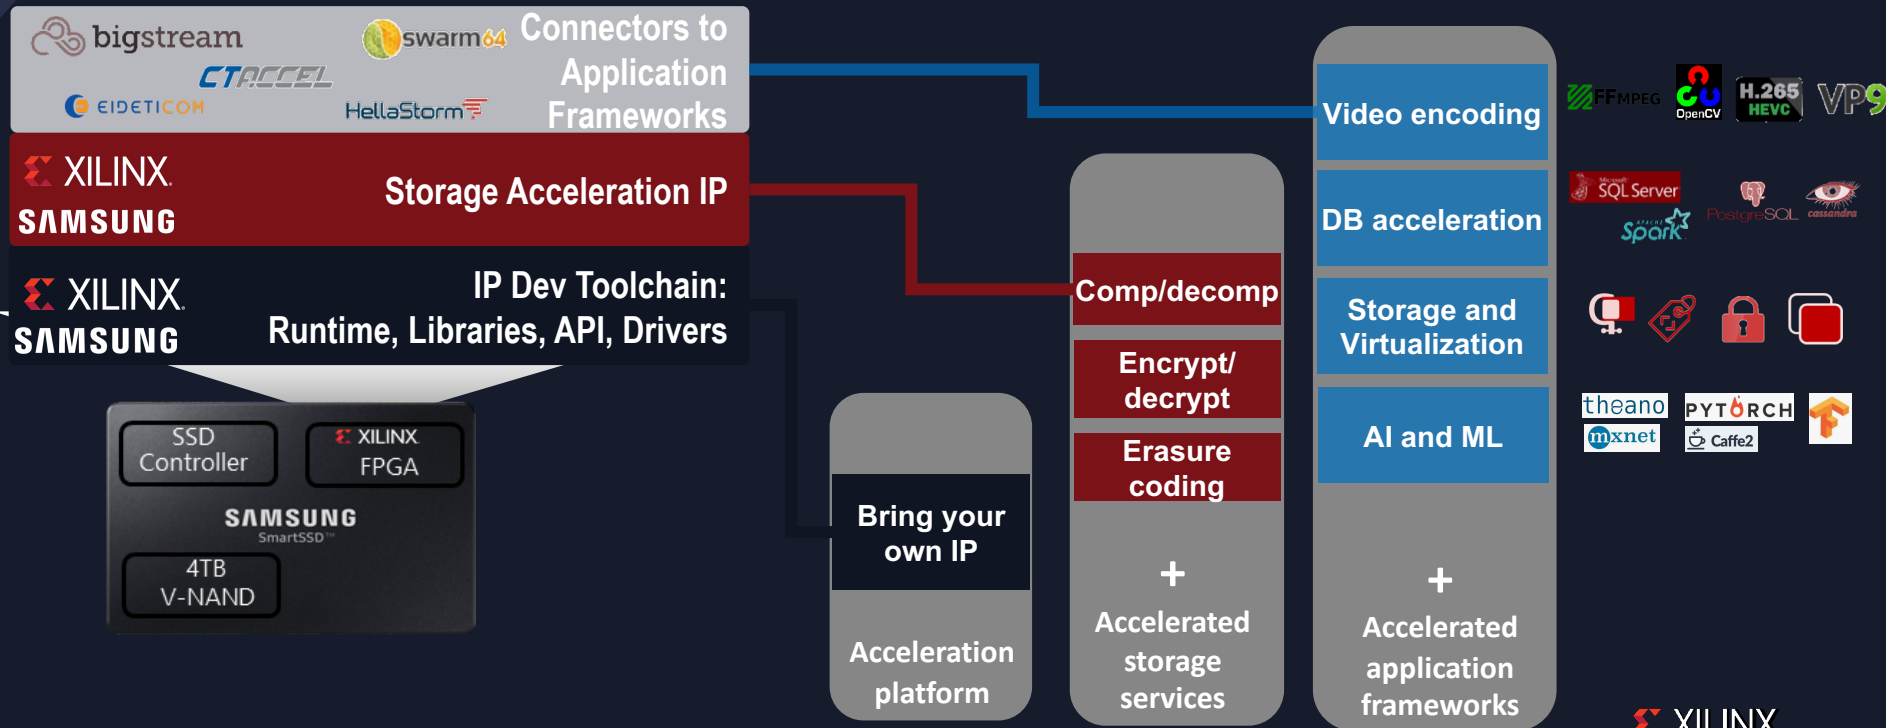 bigstream
swarm64
CTACCEL
EIDETICOM
HellaStorm
Connectors to
Application
Frameworks
XILINX
SAMSUNG
Storage Acceleration IP
XILINX
SAMSUNG
IP Dev Toolchain:
Runtime, Libraries, API, Drivers
SSD
Controller
XILINX
FPGA
SAMSUNG
SmartSSD™
4TB
V-NAND
Bring your
own IP
Acceleration
platform
Comp/decomp
Encrypt/
decrypt
Erasure
coding
+
Accelerated
storage
services
Video encoding
DB acceleration
Storage and
Virtualization
AI and ML
+
Accelerated
application
frameworks
FFMPEG
OpenCV
H.265
HEVC
VP9
Microsoft
SQL Server
APACHE
Spark
PostgreSQL
cassandra
theano
PYTORCH
mxnet
Caffe2
XILINX